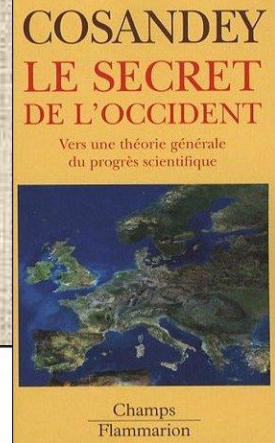 COSANDEY
LE SECRET
DE L'OCCIDENT
Vers une théorie générale
du progrès scientifique
Champs
Flammarion